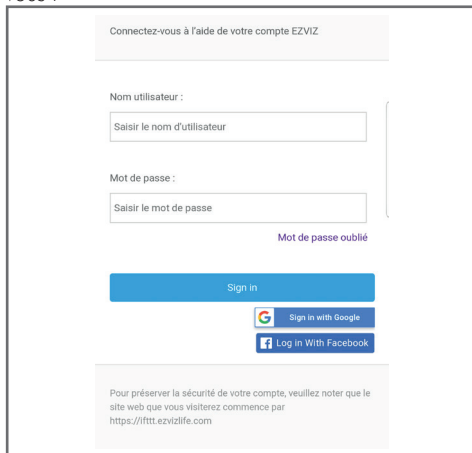 Connectez-vous à l'aide de votre compte EZVIZ
Nom utilisateur :
Saisir le nom d'utilisateur
Mot de passe :
Saisir le mot de passe
Mot de passe oublié
Sign in
Sign in with Google
Log in With Facebook
Pour préserver la sécurité de votre compte, veuillez noter que le
site web que vous visiterez commence par
https://ifttt.ezvizlife.com